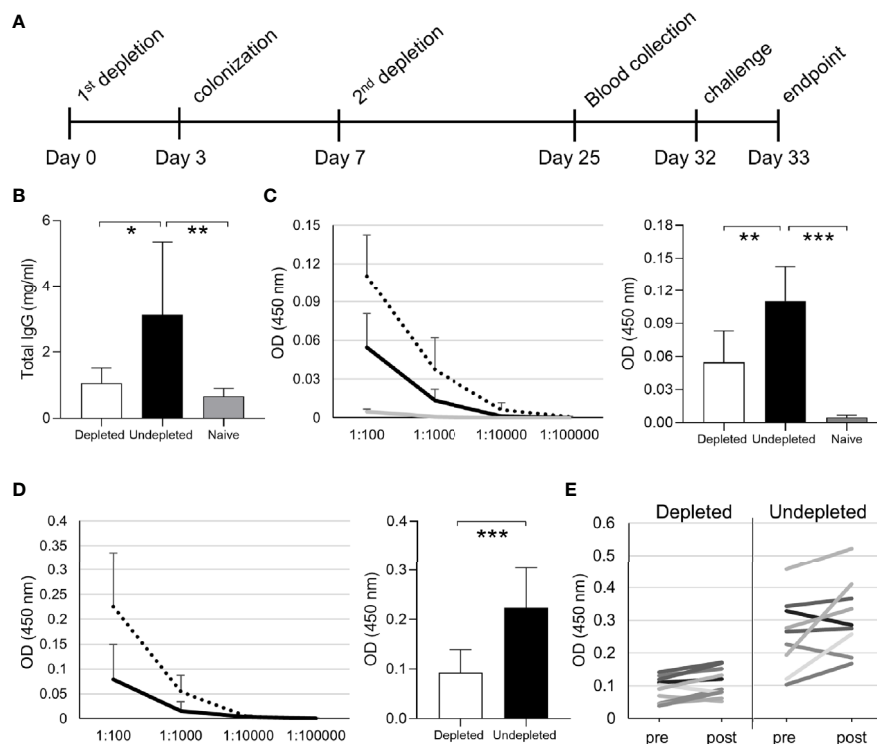 A
1st depletion
colonization
2nd depletion
Blood collection
challenge
endpoint
Day 0
Day 3
Day 7
Day 25
Day 32
Day 33
B
Total IgG (mg/ml)
6
4
2
0
*
**
Depleted
Undepleted
Naive
C
OD (450 nm)
0.15
0.12
0.09
0.06
0.03
0
1:100
1:1000
1:10000
1:100000
OD (450 nm)
0.18
0.15
0.12
0.09
0.06
0.03
0.00
**
***
Depleted
Undepleted
Naive
D
OD (450 nm)
0.4
0.35
0.3
0.25
0.2
0.15
0.1
0.05
0
1:100
1:1000
1:10000
1:100000
OD (450 nm)
0.4
0.3
0.2
0.1
0.0
***
Depleted
Undepleted
E
Depleted
Undepleted
OD (450 nm)
0.6
0.5
0.4
0.3
0.2
0.1
0
pre
post
pre
post